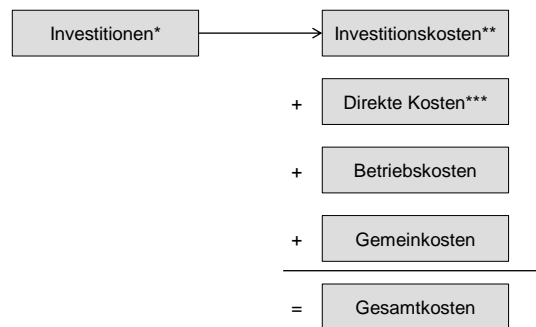 Investitionen* Investitionskosten**
+ Direkte Kosten***
+ Betriebskosten
+ Gemeinkosten
= Gesamtkosten